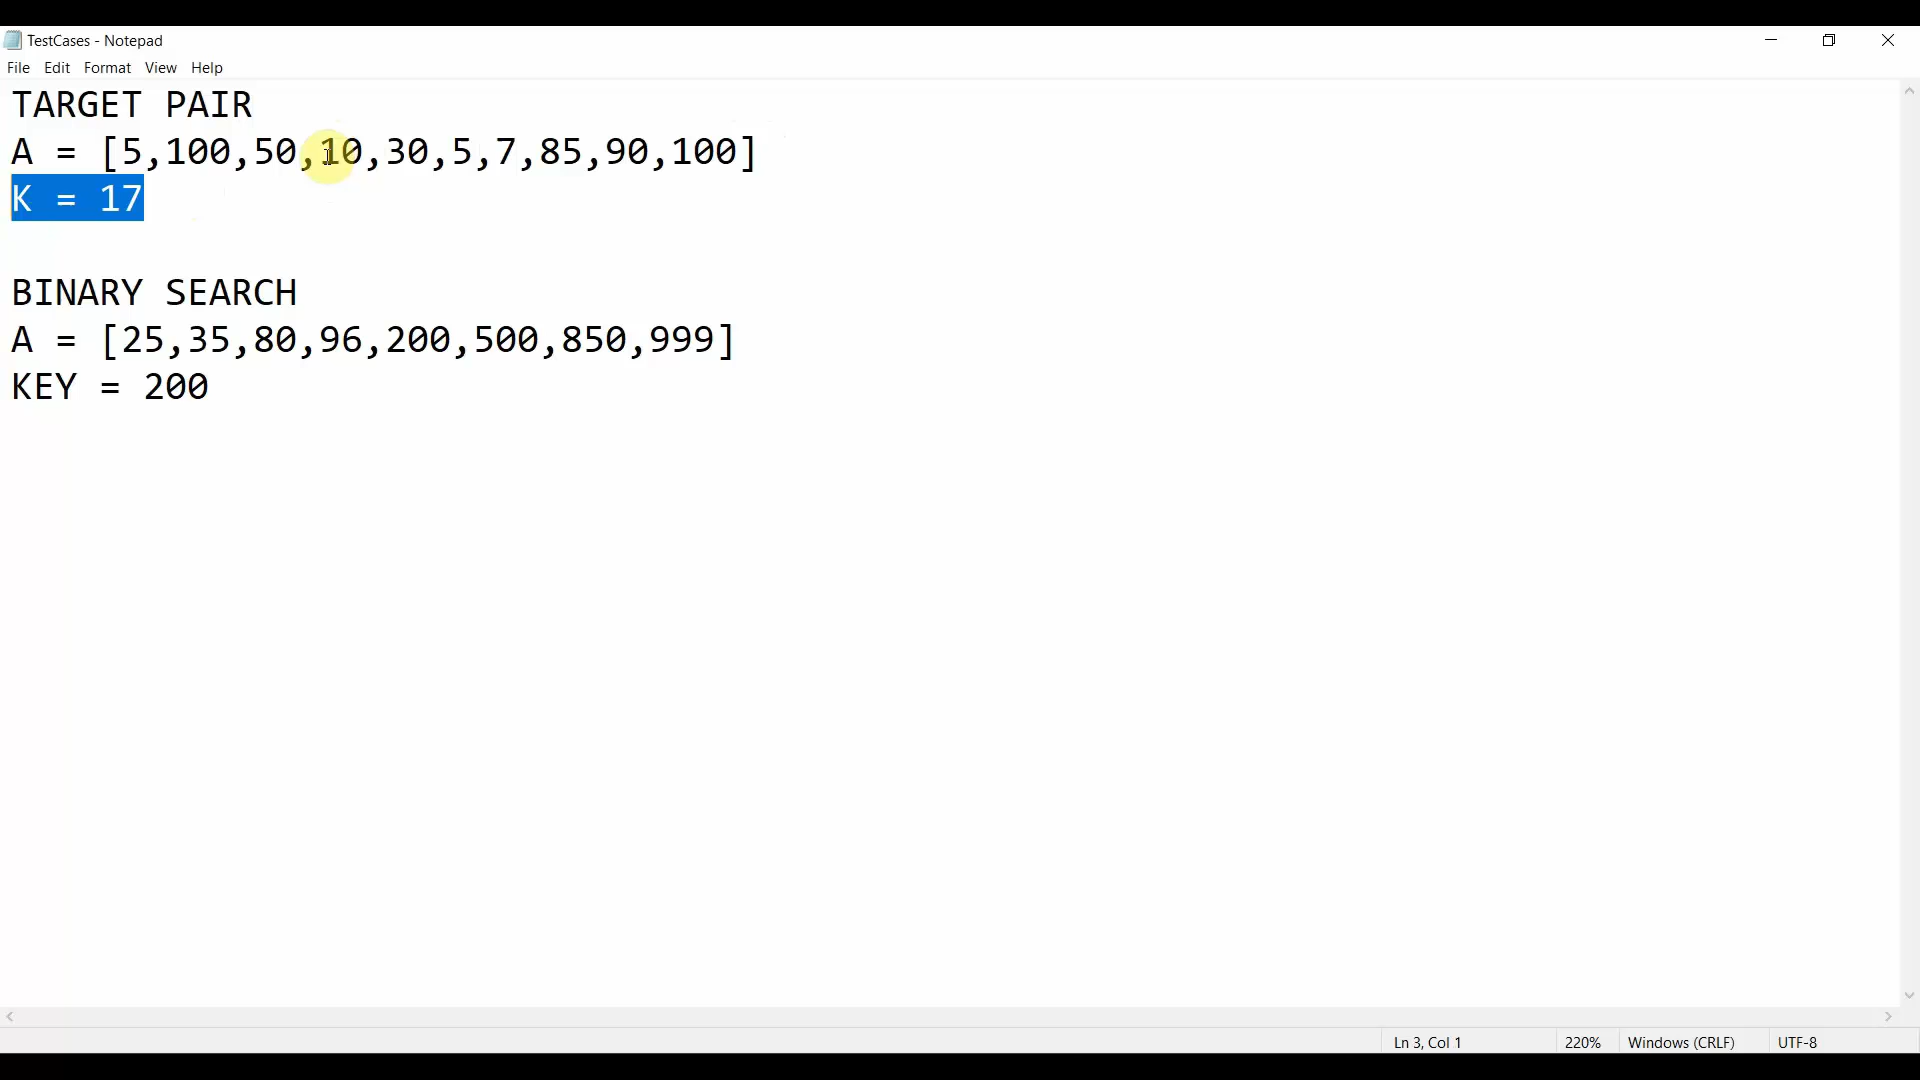 TestCases - Notepad
File Edit Format View Help
TARGET PAIR
A = [5,100,50,10,30,5,7,85,90,100]
K = 17
BINARY SEARCH
A = [25,35,80,96,200,500,850,999]
KEY = 200
Ln 3, Col 1 220% Windows (CRLF) UTF-8